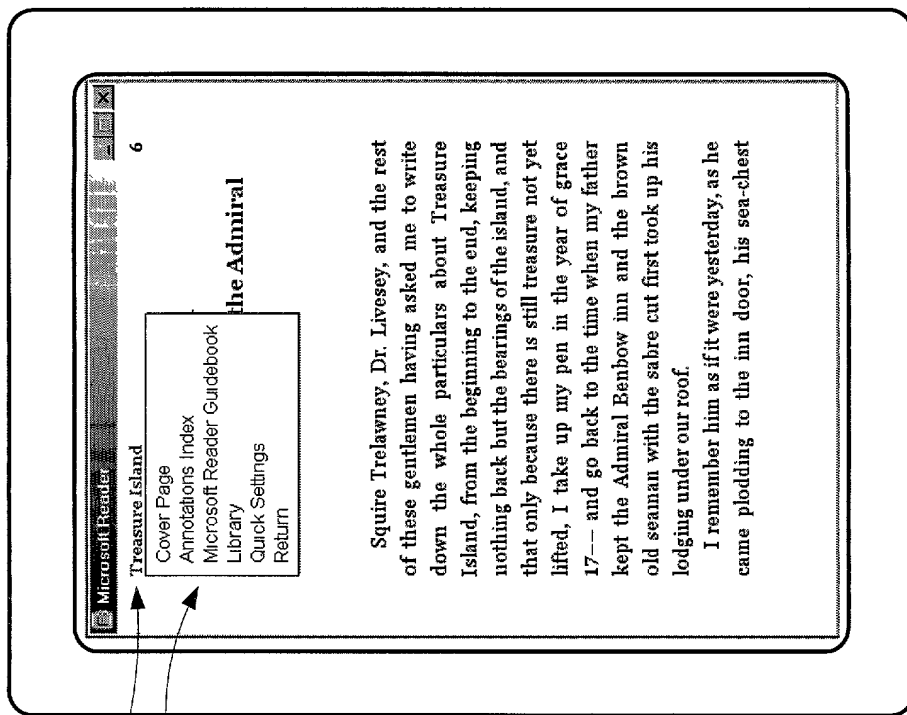 Microsoft Reader
Treasure Island 6
Cover Page
Annotations Index
Microsoft Reader Guidebook
Library
Quick Settings
Return
the Admiral
Squire Trelawney, Dr. Livesey, and the rest
of these gentlemen having asked me to write
down the whole particulars about Treasure
Island, from the beginning to the end, keeping
nothing back but the bearings of the island, and
that only because there is still treasure not yet
lifted, I take up my pen in the year of grace
17— and go back to the time when my father
kept the Admiral Benbow inn and the brown
old seaman with the sabre cut first took up his
lodging under our roof.
I remember him as if it were yesterday, as he
came plodding to the inn door, his sea-chest